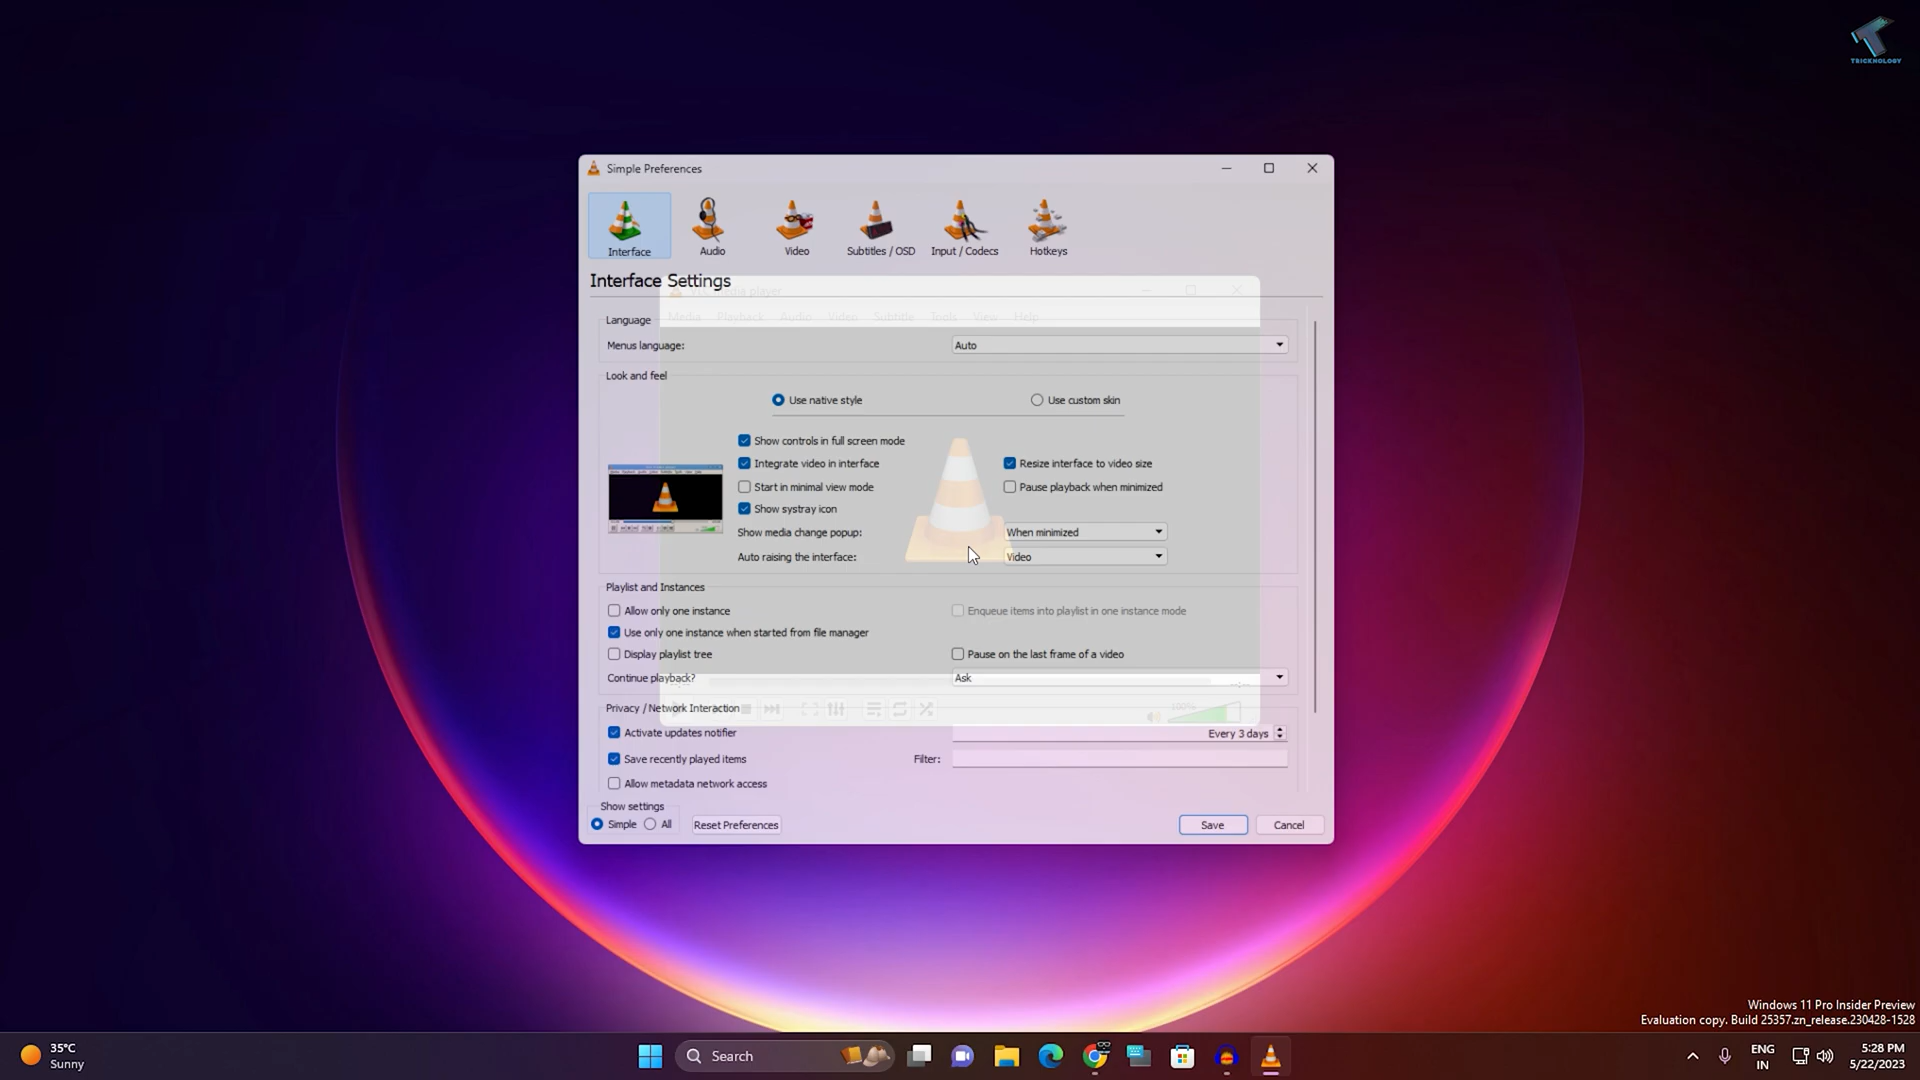 TRICKNOLOGY
Simple Preferences
Interface
Audio
Video
Subtitles / OSD
Input / Codecs
Hotkeys
Interface Settings
media player
Media Playback Audio Video Subtitle Tools View Help
Language
Menus language: Auto
Look and feel
Use native style Use custom skin
Show controls in full screen mode
Integrate video in interface Resize interface to video size
Start in minimal view mode Pause playback when minimized
Show systray icon
Show media change popup: When minimized
Auto raising the interface: Video
Playlist and Instances
Allow only one instance Enqueue items into playlist in one instance mode
Use only one instance when started from file manager
Display playlist tree Pause on the last frame of a video
Continue playback? Ask
Privacy / Network Interaction
100%
Activate updates notifier Every 3 days
Save recently played items Filter:
Allow metadata network access
Show settings
Simple All Reset Preferences Save Cancel
Windows 11 Pro Insider Preview
Evaluation copy. Build 25357.zn_release.230428-1528
35°C
Sunny
Search
ENG
IN
5:28 PM
5/22/2023